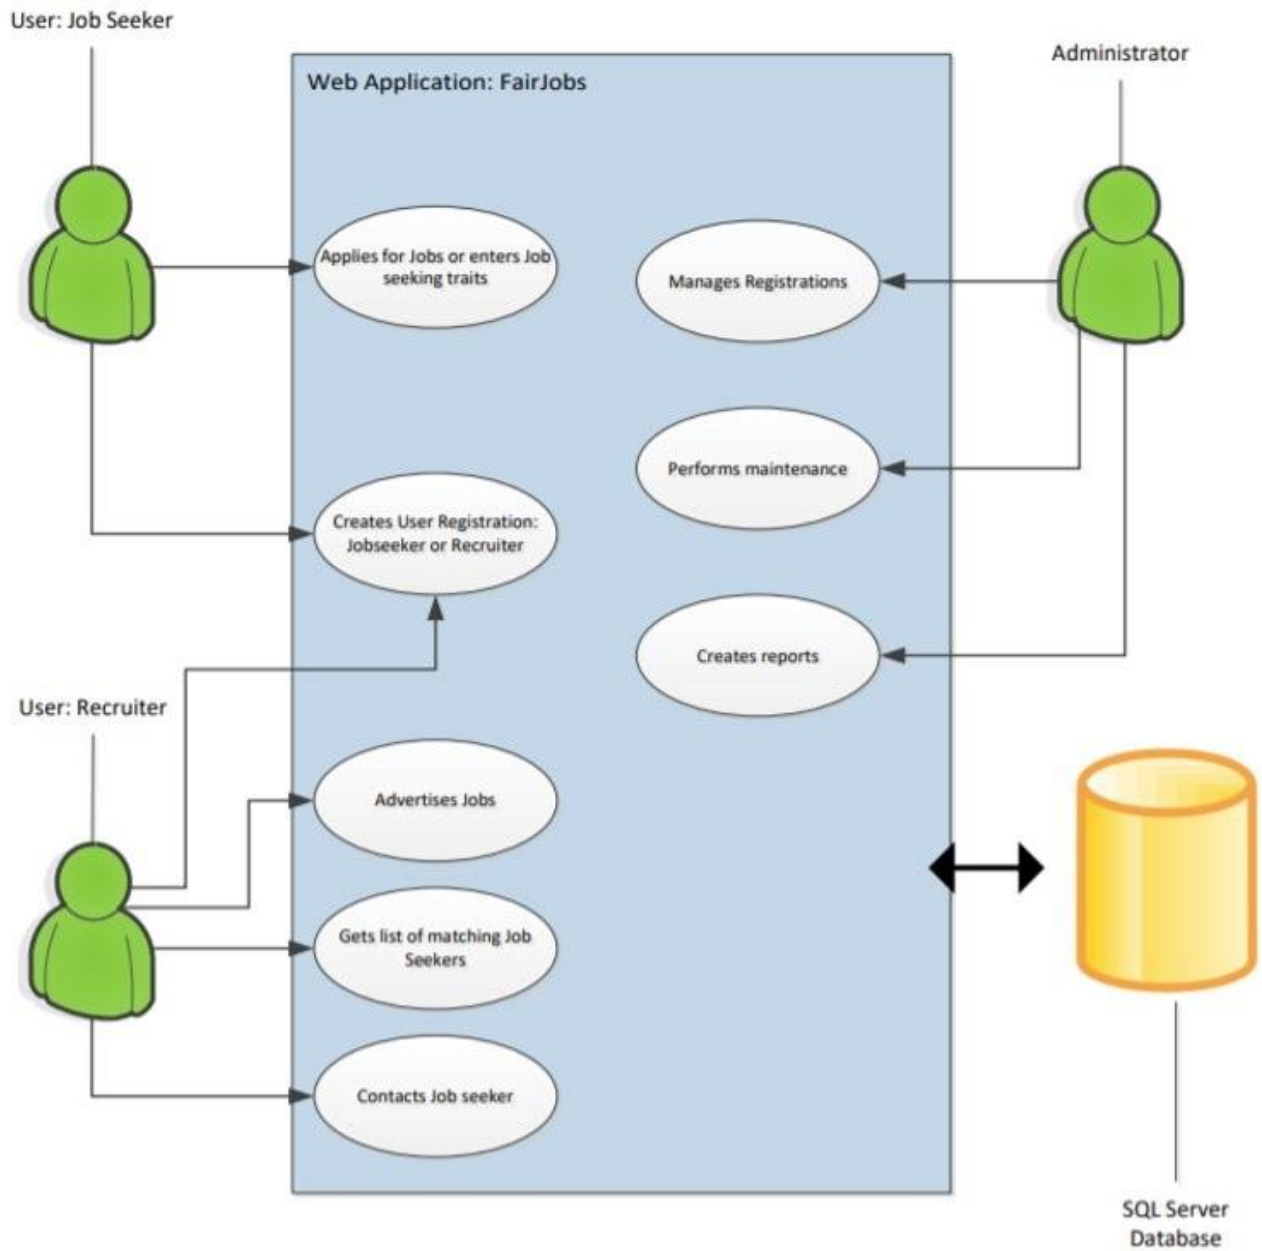 User: Job Seeker
Administrator
Web Application: FairJobs
Applies for Jobs or enters Job
seeking traits
Manages Registrations
Performs maintenance
Creates User Registration:
Jobseeker or Recruiter
Creates reports
User: Recruiter
Advertises Jobs
Gets list of matching Job
Seekers
Contacts Job seeker
SQL Server
Database